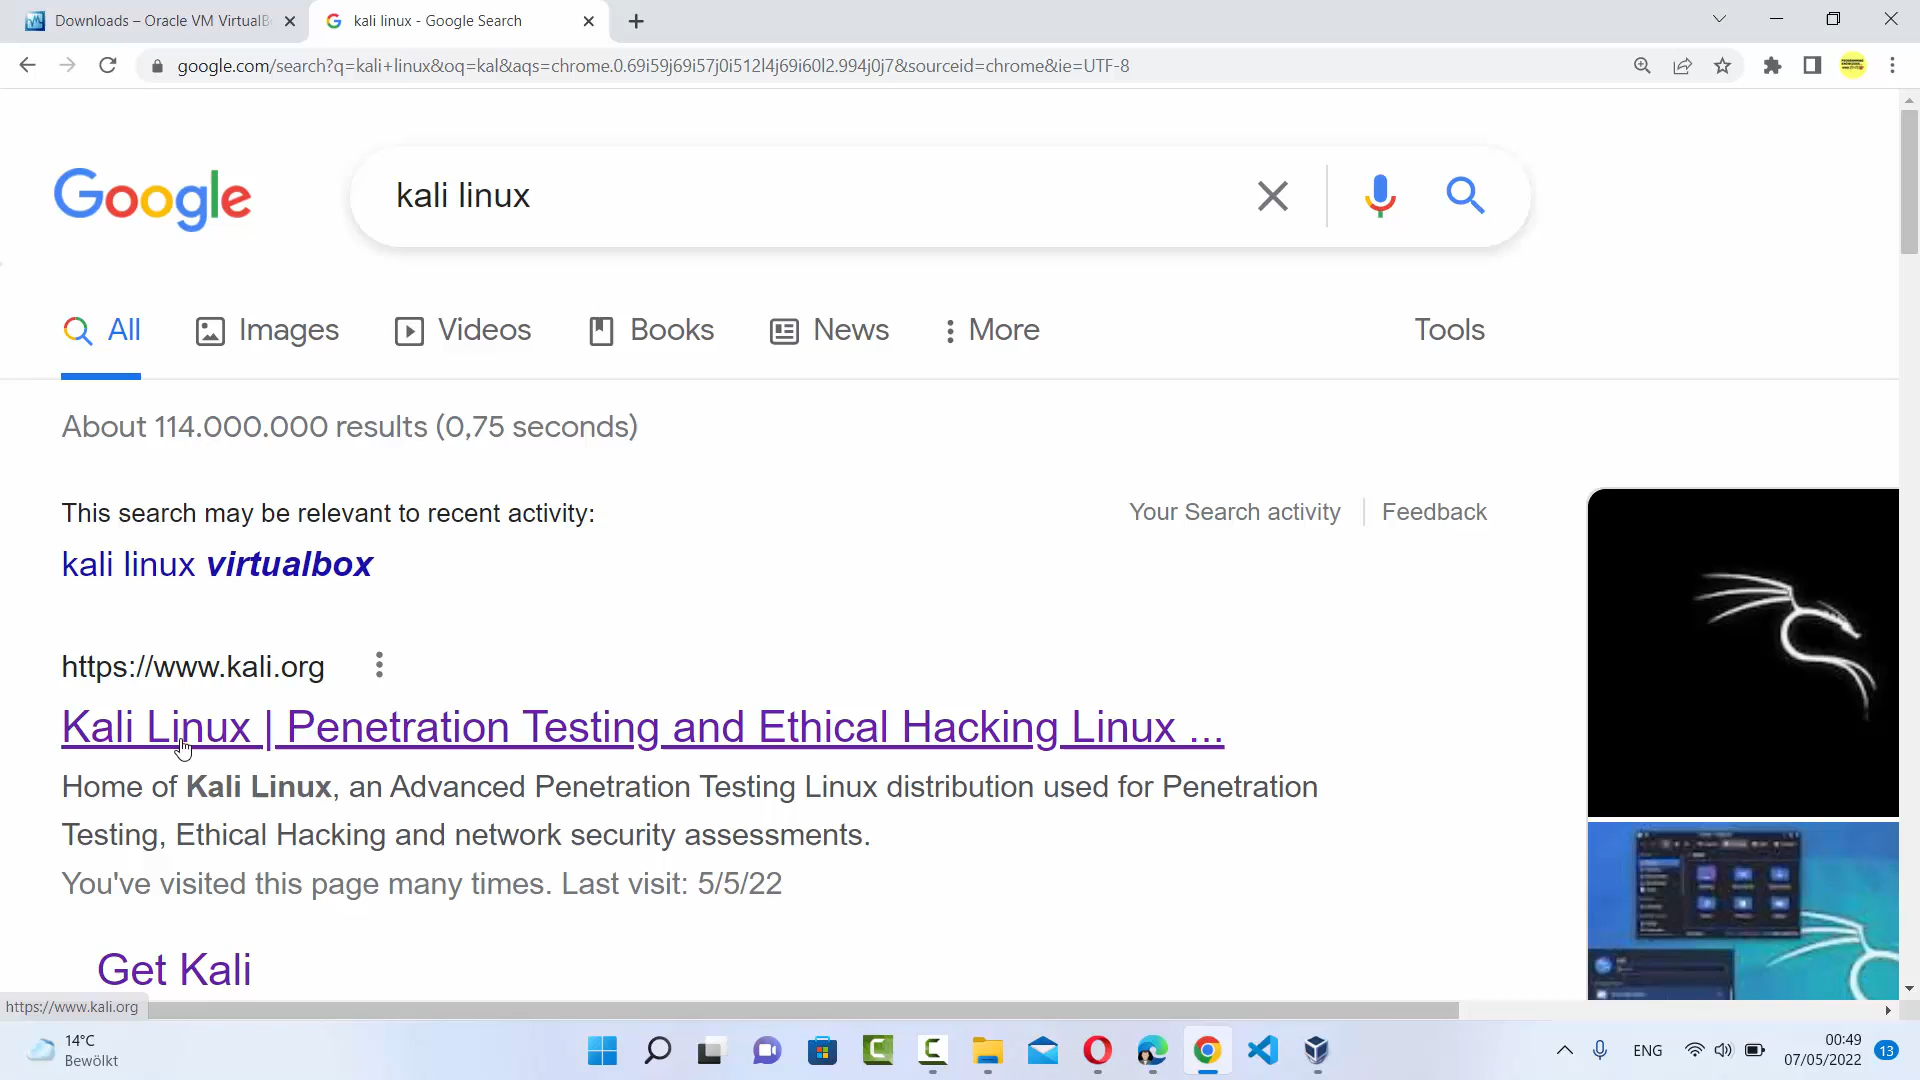 Downloads – Oracle VM VirtualB
kali linux - Google Search
google.com/search?q=kali+linux&oq=kal&aqs=chrome.0.69i59j69i57j0i512l4j69i60l2.994j0j7&sourceid=chrome&ie=UTF-8
Google
kali linux
All
Images
Videos
Books
News
More
Tools
About 114.000.000 results (0,75 seconds)
This search may be relevant to recent activity:
Your Search activity
Feedback
kali linux virtualbox
https://www.kali.org
Kali Linux | Penetration Testing and Ethical Hacking Linux ...
Home of Kali Linux, an Advanced Penetration Testing Linux distribution used for Penetration
Testing, Ethical Hacking and network security assessments.
You've visited this page many times. Last visit: 5/5/22
Get Kali
https://www.kali.org
14°C
Bewölkt
ENG
00:49
07/05/2022
13